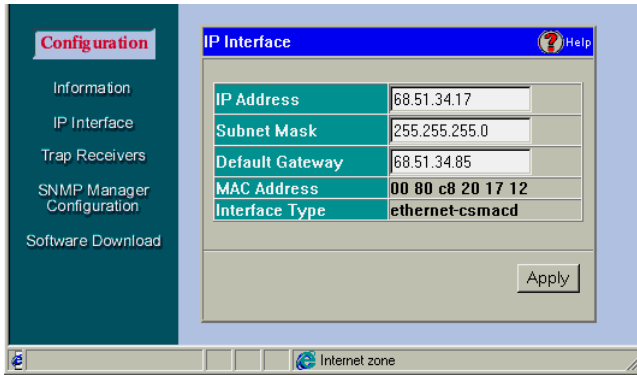 Configuration
Information
IP Interface
Trap Receivers
SNMP Manager
Configuration
Software Download
IP Interface
Help
IP Address 68.51.34.17
Subnet Mask 255.255.255.0
Default Gateway 68.51.34.85
MAC Address 00 80 c8 20 17 12
Interface Type ethernet-csmacd
Apply
Internet zone